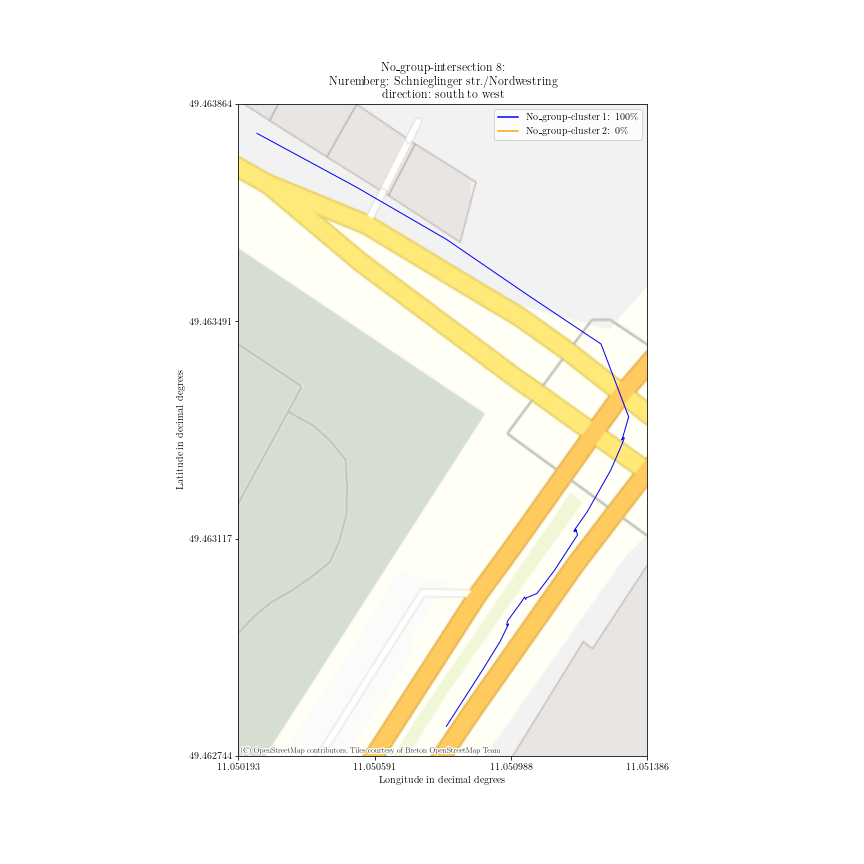 No_group-intersection 8:
Nuremberg: Schnieglinger str./Nordwestring
direction: south to west
49.463864
No_group-cluster 1: 100%
No_group-cluster 2: 0%
49.463491
Latitude in decimal degrees
49.463117
49.462744
(C) OpenStreetMap contributors, Tiles courtesy of Breton OpenStreetMap Team
11.050193
11.050591
11.050988
11.051386
Longitude in decimal degrees